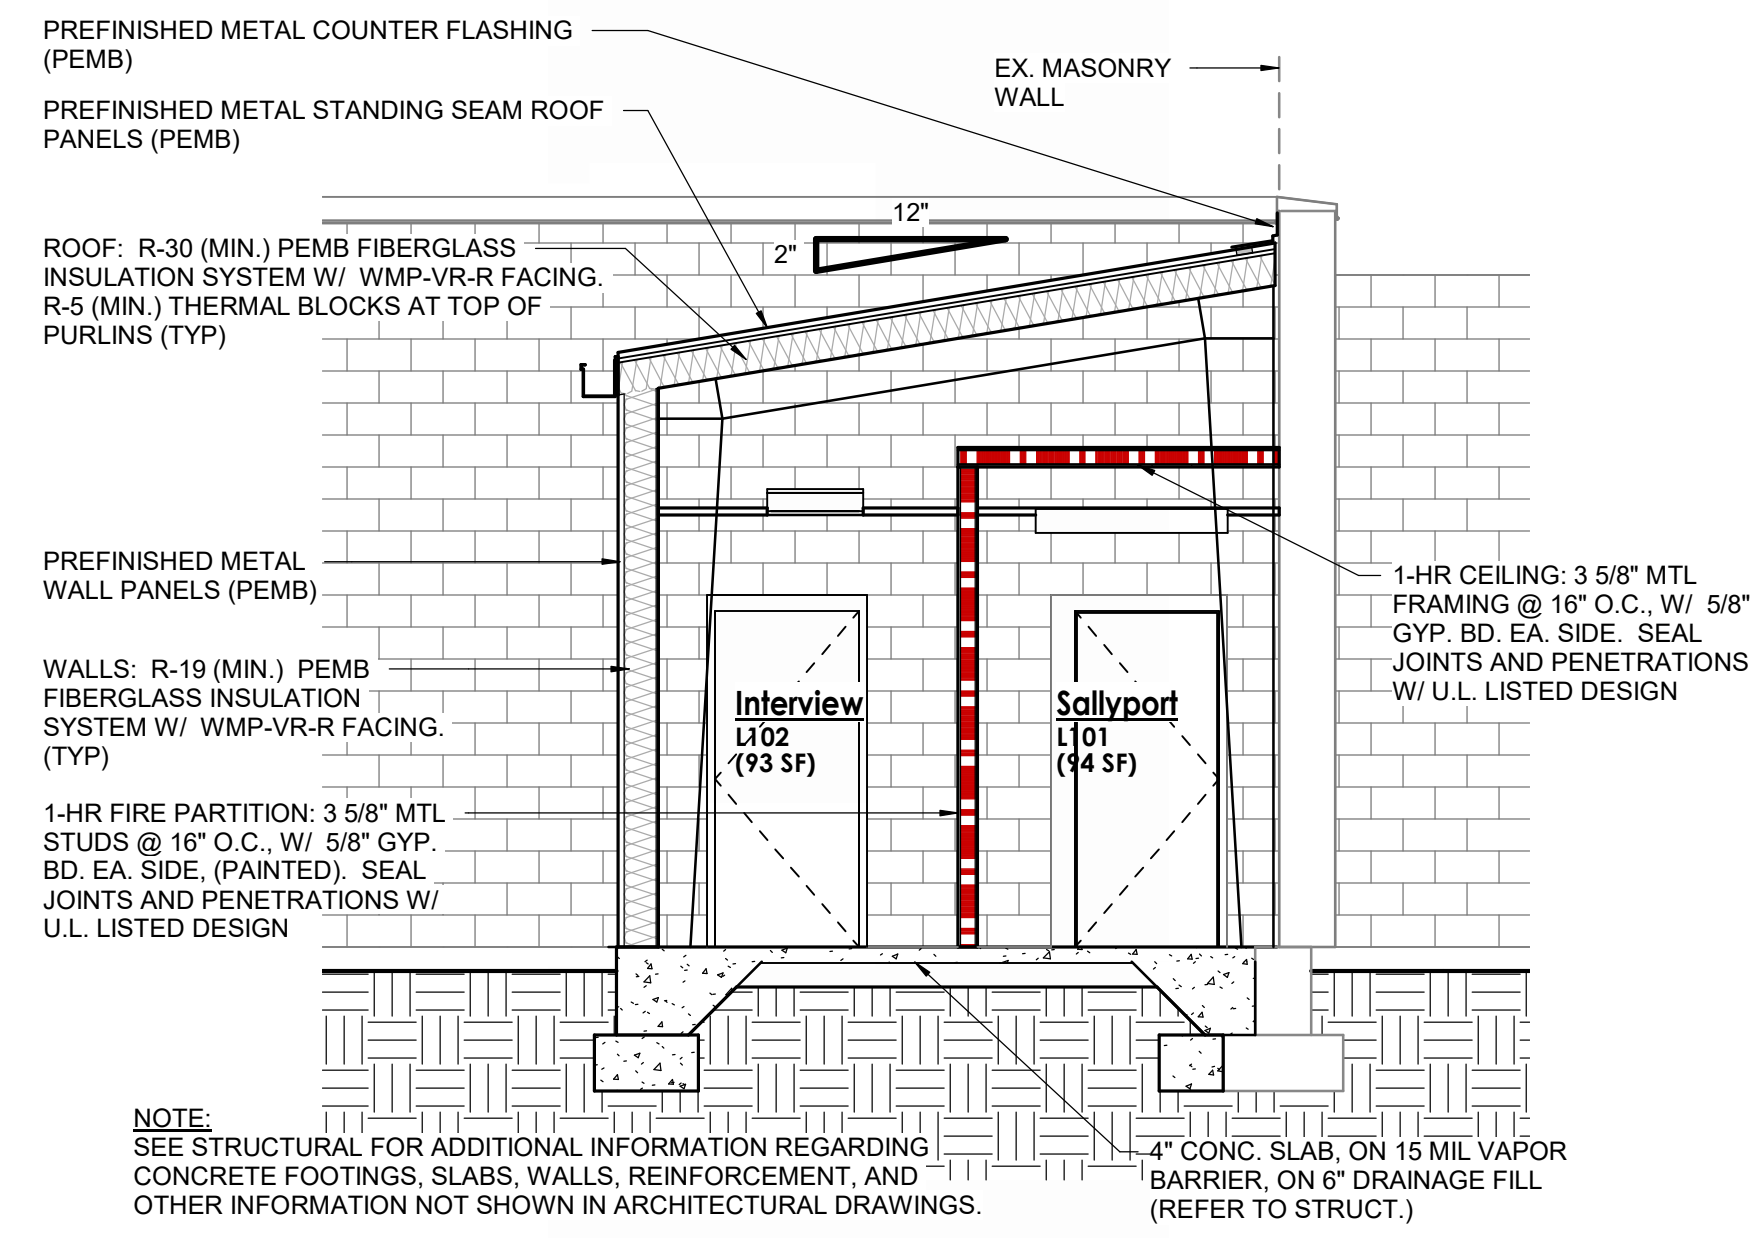 PREFINISHED METAL COUNTER FLASHING
(PEMB)
EX. MASONRY
WALL
PREFINISHED METAL STANDING SEAM ROOF
PANELS (PEMB)
12"
2"
ROOF:  R-30 (MIN.) PEMB FIBERGLASS
INSULATION SYSTEM W/  WMP-VR-R FACING.
R-5 (MIN.) THERMAL BLOCKS AT TOP OF
PURLINS (TYP)
PREFINISHED METAL
WALL PANELS (PEMB)
1-HR CEILING: 3 5/8" MTL
FRAMING @ 16" O.C., W/  5/8"
GYP. BD. EA. SIDE.  SEAL
JOINTS AND PENETRATIONS
W/ U.L. LISTED DESIGN
WALLS:  R-19 (MIN.)  PEMB
FIBERGLASS INSULATION
SYSTEM W/  WMP-VR-R FACING.
(TYP)
Interview
L102
(93 SF)
Sallyport
L101
(94 SF)
1-HR FIRE PARTITION: 3 5/8" MTL
STUDS @ 16" O.C., W/  5/8" GYP.
BD. EA. SIDE, (PAINTED).  SEAL
JOINTS AND PENETRATIONS W/
U.L. LISTED DESIGN
NOTE:
SEE STRUCTURAL FOR ADDITIONAL INFORMATION REGARDING
CONCRETE FOOTINGS, SLABS, WALLS, REINFORCEMENT, AND
OTHER INFORMATION NOT SHOWN IN ARCHITECTURAL DRAWINGS.
4" CONC. SLAB, ON 15 MIL VAPOR
BARRIER, ON 6" DRAINAGE FILL
(REFER TO STRUCT.)